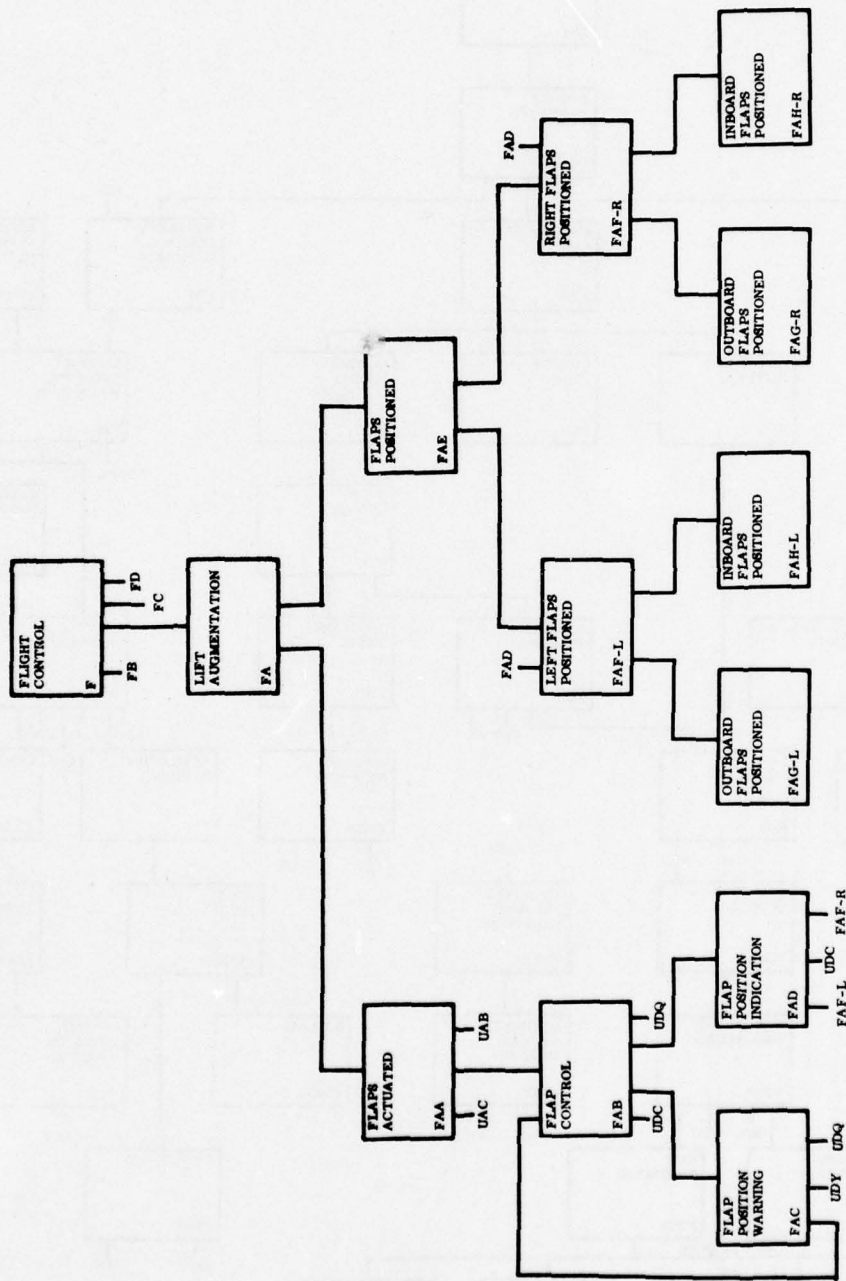 FLIGHT
CONTROL
F
FB
FC
FD
LIFT
AUGMENTATION
FA
FLAPS
ACTUATED
FAA
UAC
UAB
FLAPS
POSITIONED
FAE
FLAP
CONTROL
FAB
UDC
UDQ
FAD
LEFT FLAPS
POSITIONED
FAF-L
FAD
RIGHT FLAPS
POSITIONED
FAF-R
FLAP
POSITION
WARNING
FAC
UDY
UDQ
FLAP
POSITION
INDICATION
FAD
FAF-L
UDC
FAF-R
OUTBOARD
FLAPS
POSITIONED
FAG-L
INBOARD
FLAPS
POSITIONED
FAH-L
OUTBOARD
FLAPS
POSITIONED
FAG-R
INBOARD
FLAPS
POSITIONED
FAH-R